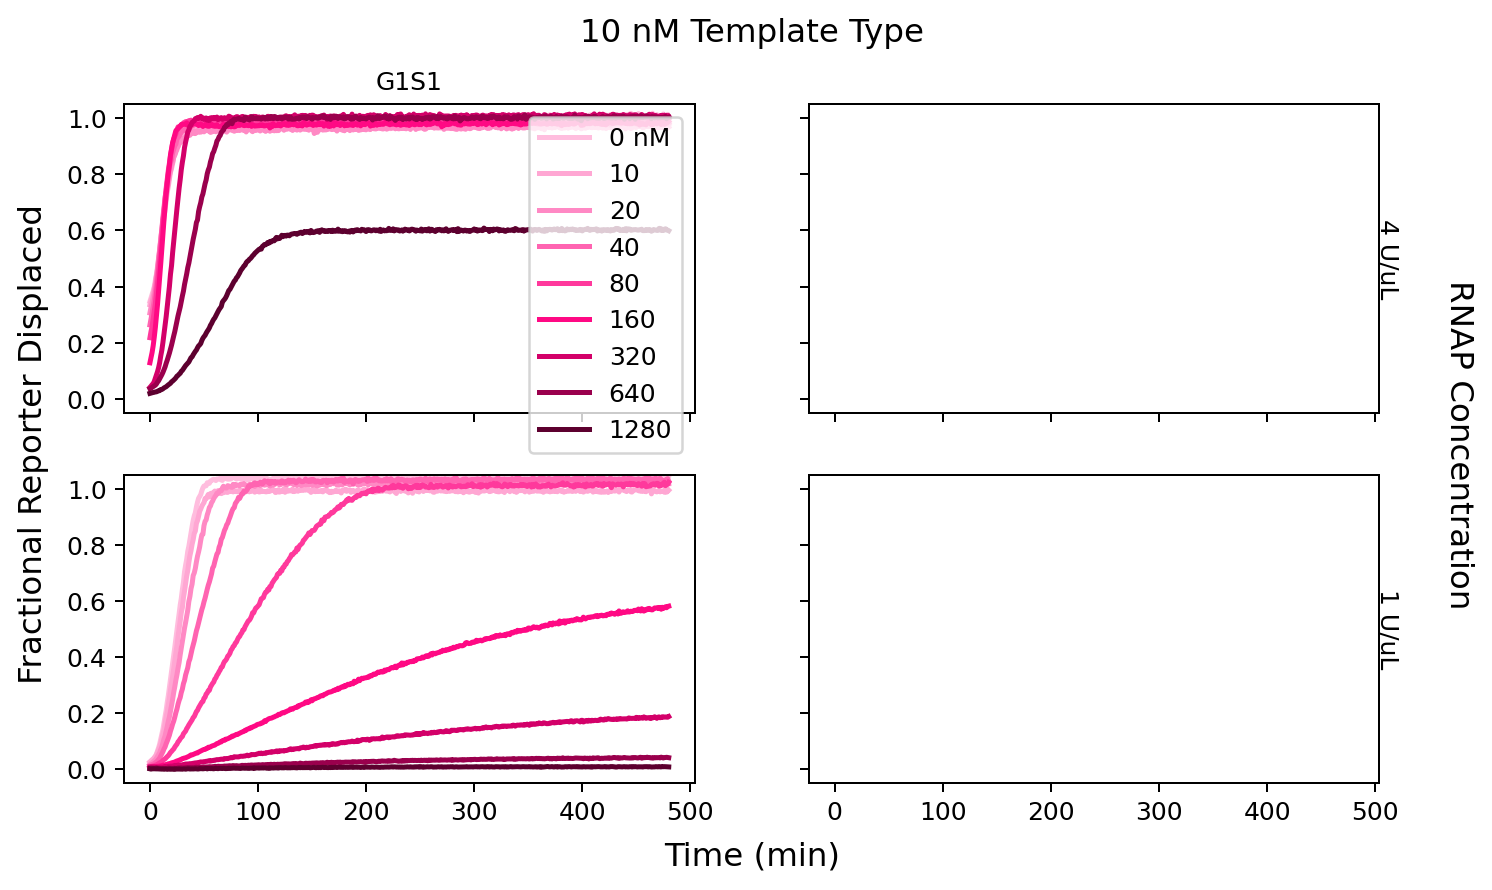 10 nM Template Type
G1S1
Fractional Reporter Displaced
1.0
0.8
0.6
0.4
0.2
0.0
0 nM
10
20
40
80
160
320
640
1280
4 U/uL
RNAP Concentration
1.0
0.8
0.6
0.4
0.2
0.0
1 U/uL
0 100 200 300 400 500
0 100 200 300 400 500
Time (min)